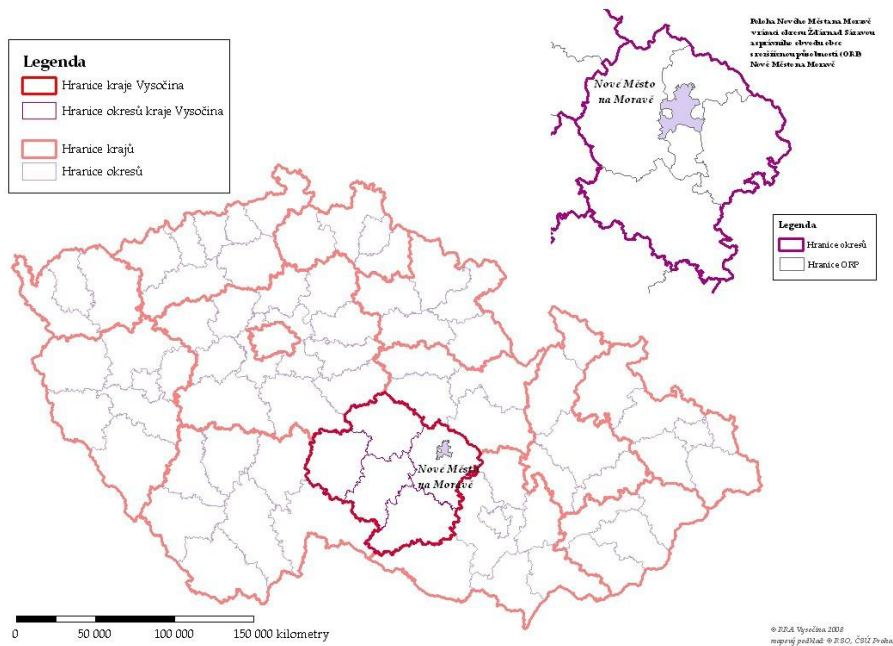 Legenda
Hranice kraje Vysočina
Hranice okresů kraje Vysočina
Hranice krajů
Hranice okresů
Poloha Nového Města na Moravě
v rámci okresu Žďár nad Sázavou
a správního obvodu obce
s rozšířenou působností (ORP)
Nové Město na Moravě
Nové Město
na Moravě
Legenda
Hranice okresů
Hranice ORP
Nové Město
na Moravě
0 50 000 100 000 150 000 kilometry
© RRA Vysočina 2008
mapový podklad: © RSO, ČSÚ Praha